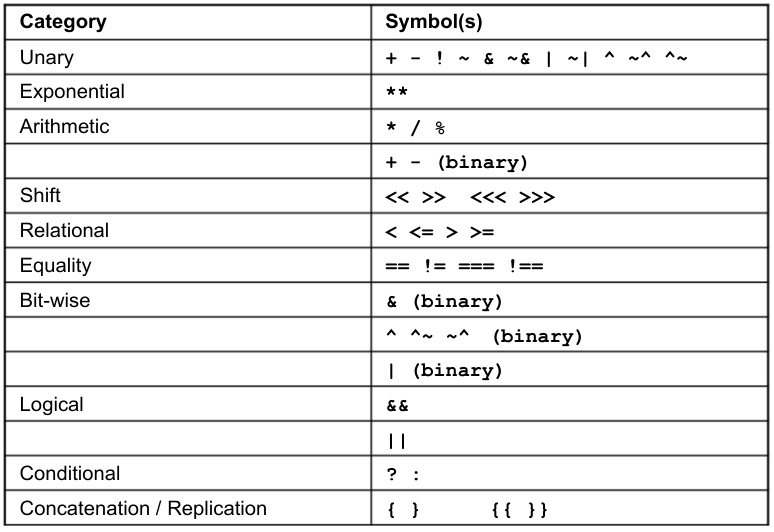 Category Symbol(s)
Unary + - ! ~ & ~& | ~| ^ ~^ ^~
Exponential **
Arithmetic * / %
+ - (binary)
Shift << >> <<< >>>
Relational < <= > >=
Equality == != === !==
Bit-wise & (binary)
^ ^~ ~^ (binary)
| (binary)
Logical &&
||
Conditional ? :
Concatenation / Replication { } {{ }}